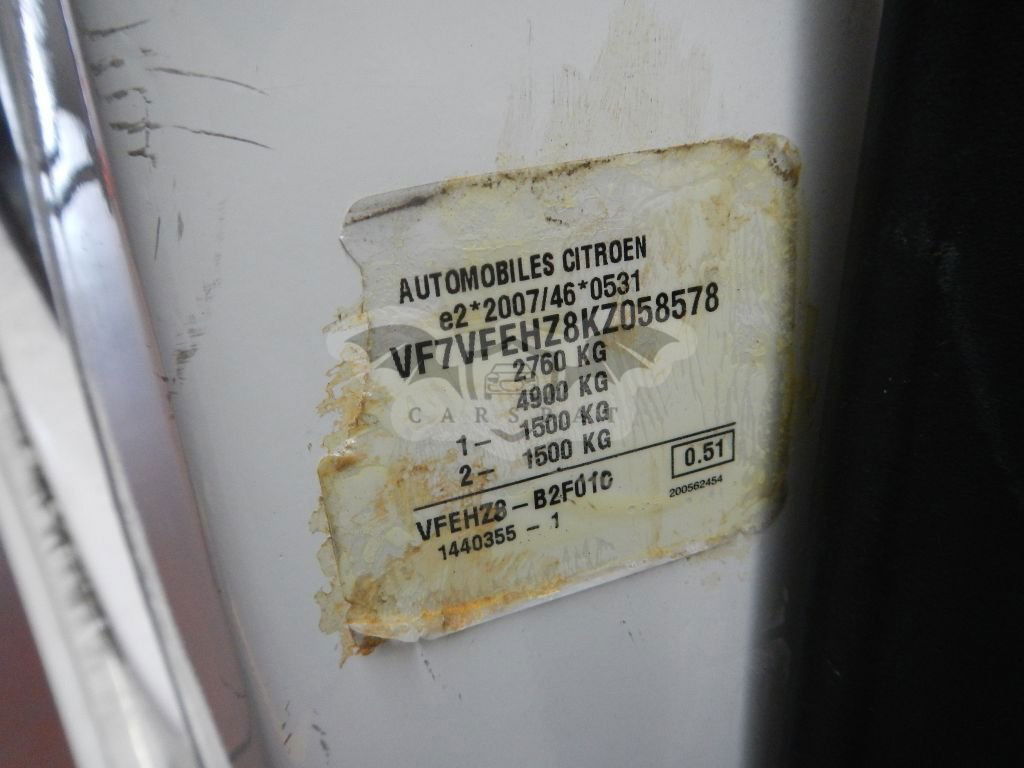 AUTOMOBILES CITROEN
e2*2007/46*0531
VF7VFEHZ8KZ058578
2760 KG
4900 KG
CARSPAT
1- 1500 KG
2- 1500 KG
0.51
200562454
VFEHZ8-B2F010
1440355-1